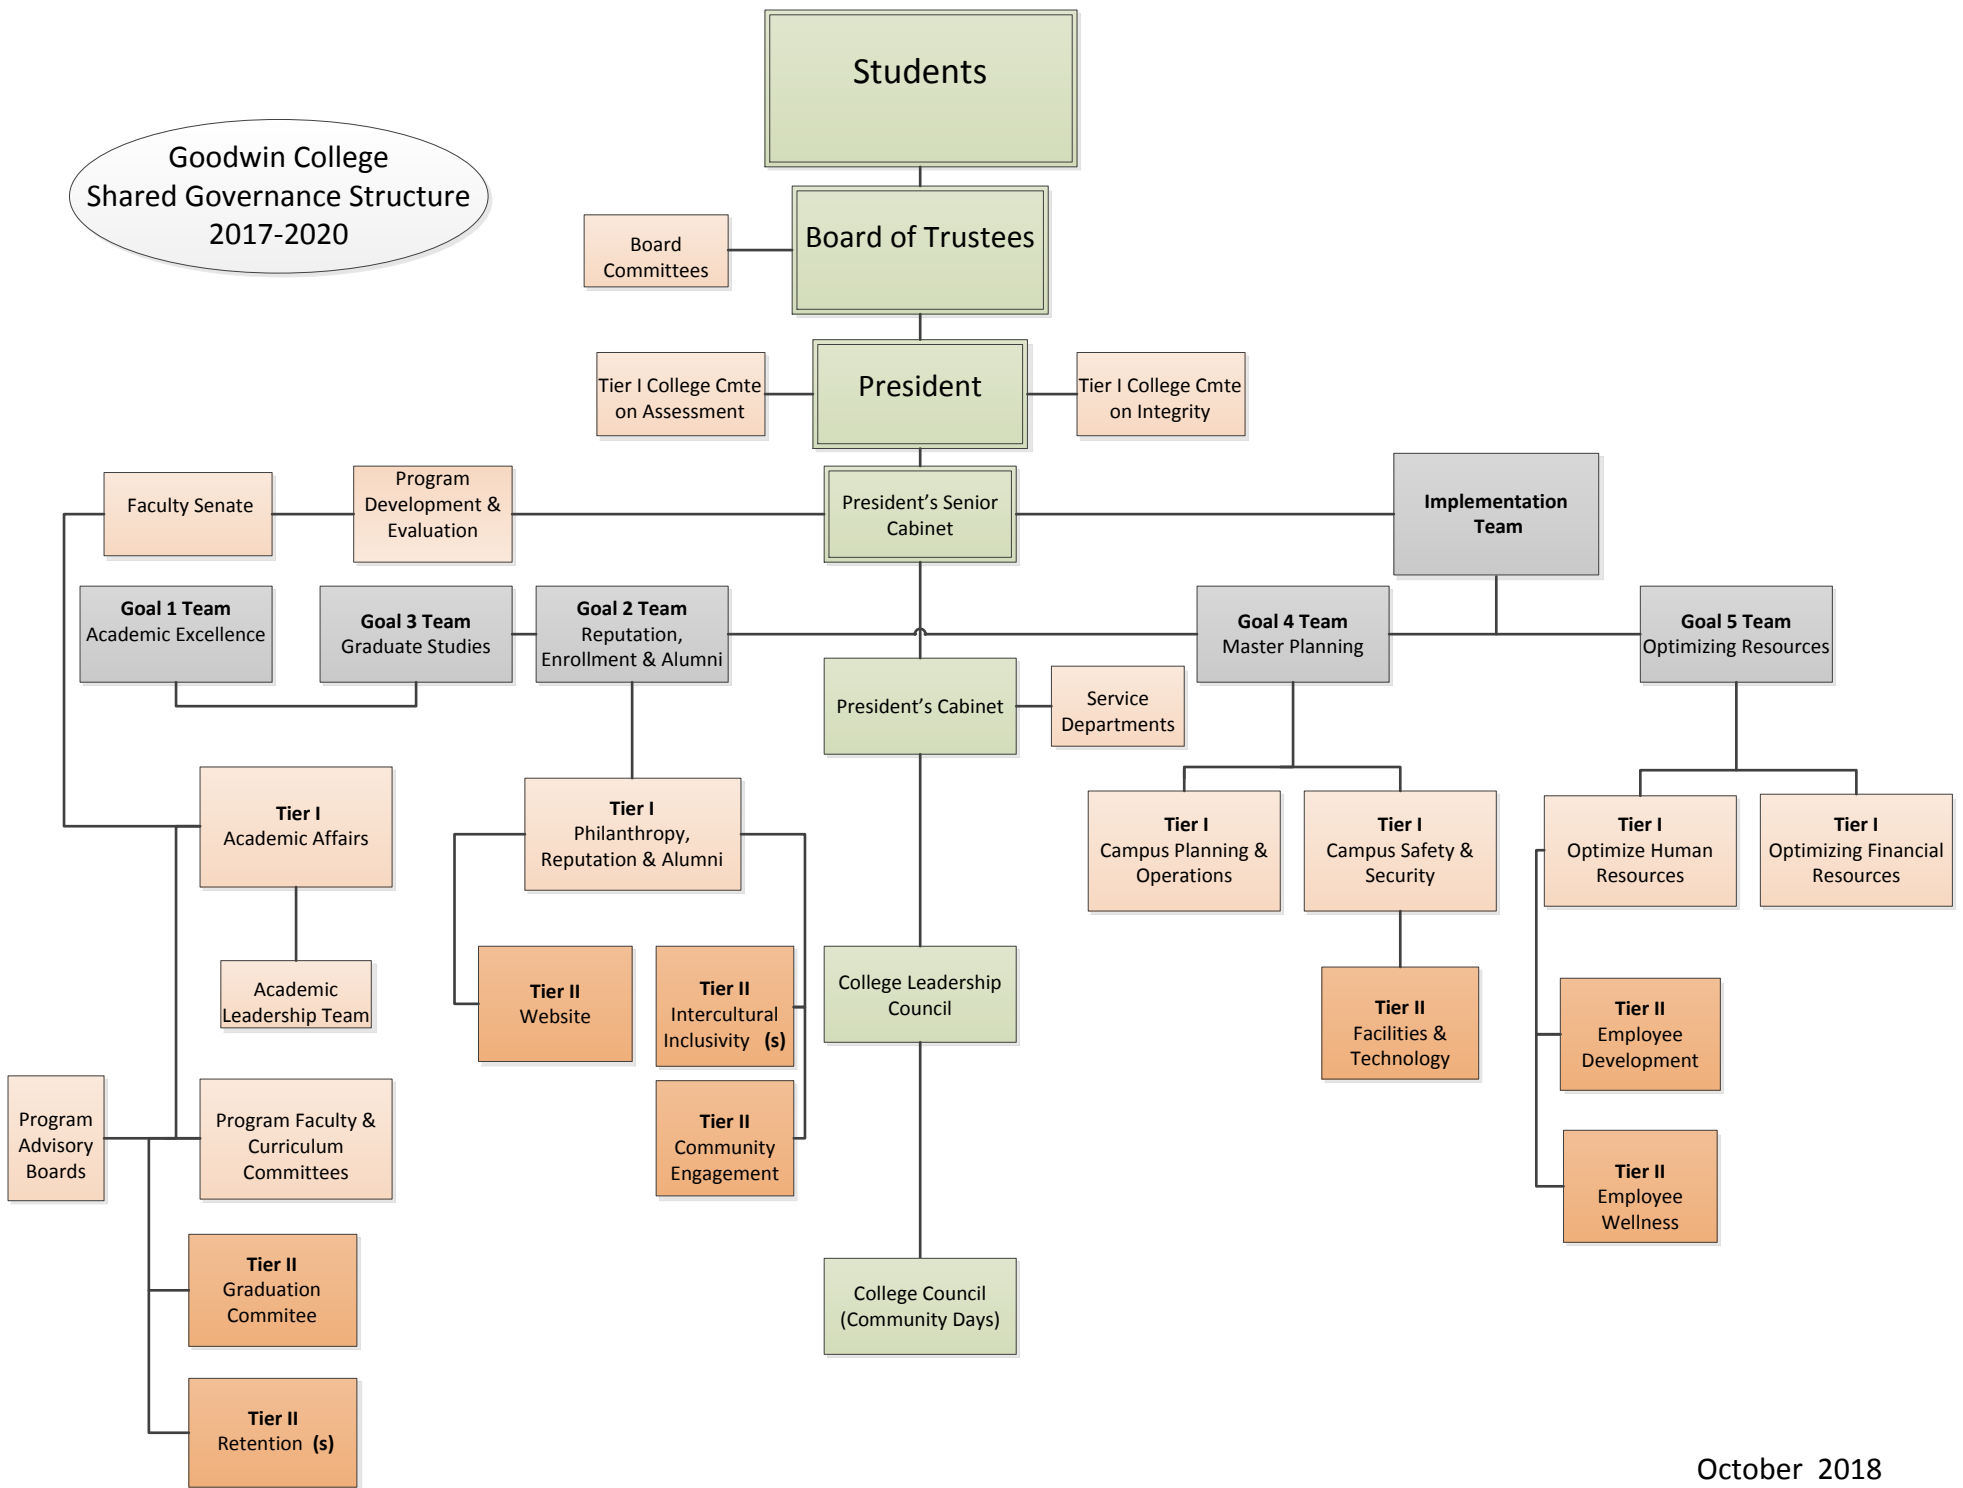 Students
Goodwin College
Shared Governance Structure
2017-2020
Board of Trustees
Board
Committees
President
Tier I College Cmte
on Assessment
Tier I College Cmte
on Integrity
Faculty Senate
Program
Development &
Evaluation
President's Senior
Cabinet
Implementation
Team
Goal 1 Team
Academic Excellence
Goal 3 Team
Graduate Studies
Goal 2 Team
Reputation,
Enrollment & Alumni
Goal 4 Team
Master Planning
Goal 5 Team
Optimizing Resources
President's Cabinet
Service
Departments
Tier I
Academic Affairs
Tier I
Philanthropy,
Reputation & Alumni
Tier I
Campus Planning &
Operations
Tier I
Campus Safety &
Security
Tier I
Optimize Human
Resources
Tier I
Optimizing Financial
Resources
Academic
Leadership Team
Tier II
Website
Tier II
Intercultural
Inclusivity (s)
College Leadership
Council
Tier II
Facilities &
Technology
Tier II
Employee
Development
Program
Advisory
Boards
Program Faculty &
Curriculum
Committees
Tier II
Community
Engagement
Tier II
Employee
Wellness
Tier II
Graduation
Commitee
College Council
(Community Days)
Tier II
Retention (s)
October 2018